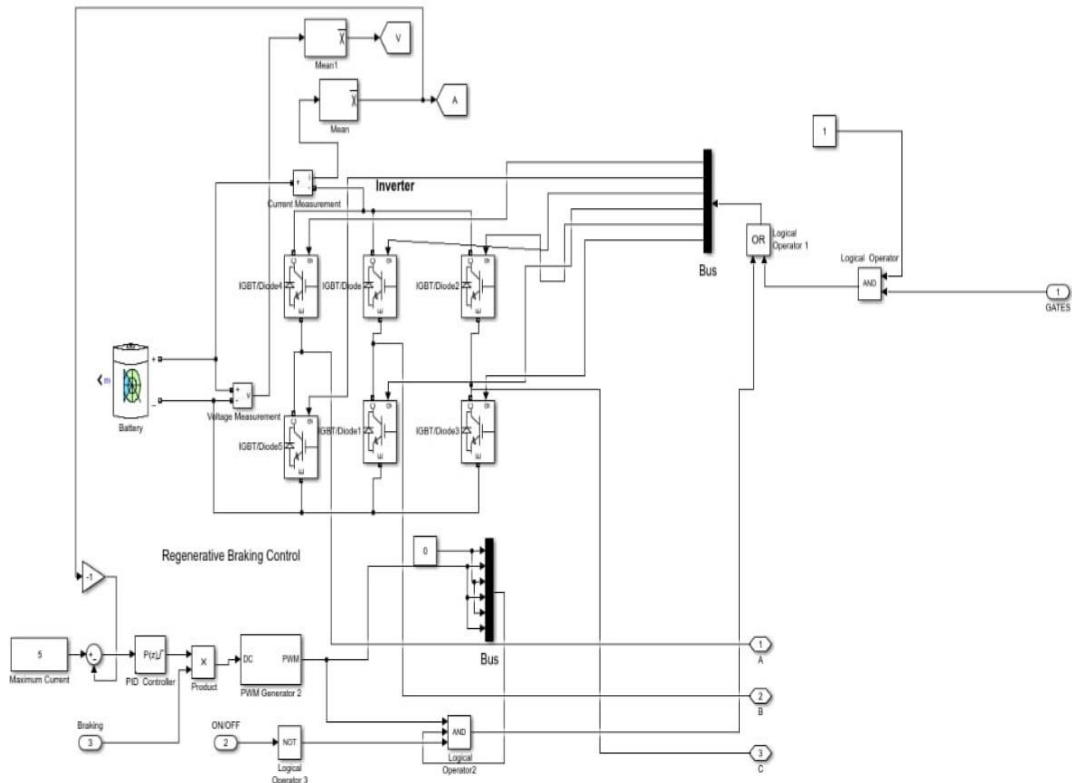 V
Mean1
A
Mean
1
Inverter
Current Measurement
OR
Logical
Operator 1
Logical Operator
AND
1
GATES
Bus
IGBT/Diode4
IGBT/Diode
IGBT/Diode2
m
+
-
Battery
+
-
v
Voltage Measurement
IGBT/Diode5
IGBT/Diode1
IGBT/Diode3
Regenerative Braking Control
0
-1
Bus
1
A
5
Maximum Current
P(z)
PID Controller
X
Product
DC
PWM
PWM Generator 2
2
B
Braking
3
ON/OFF
2
NOT
Logical
Operator 3
AND
Logical
Operator2
3
C